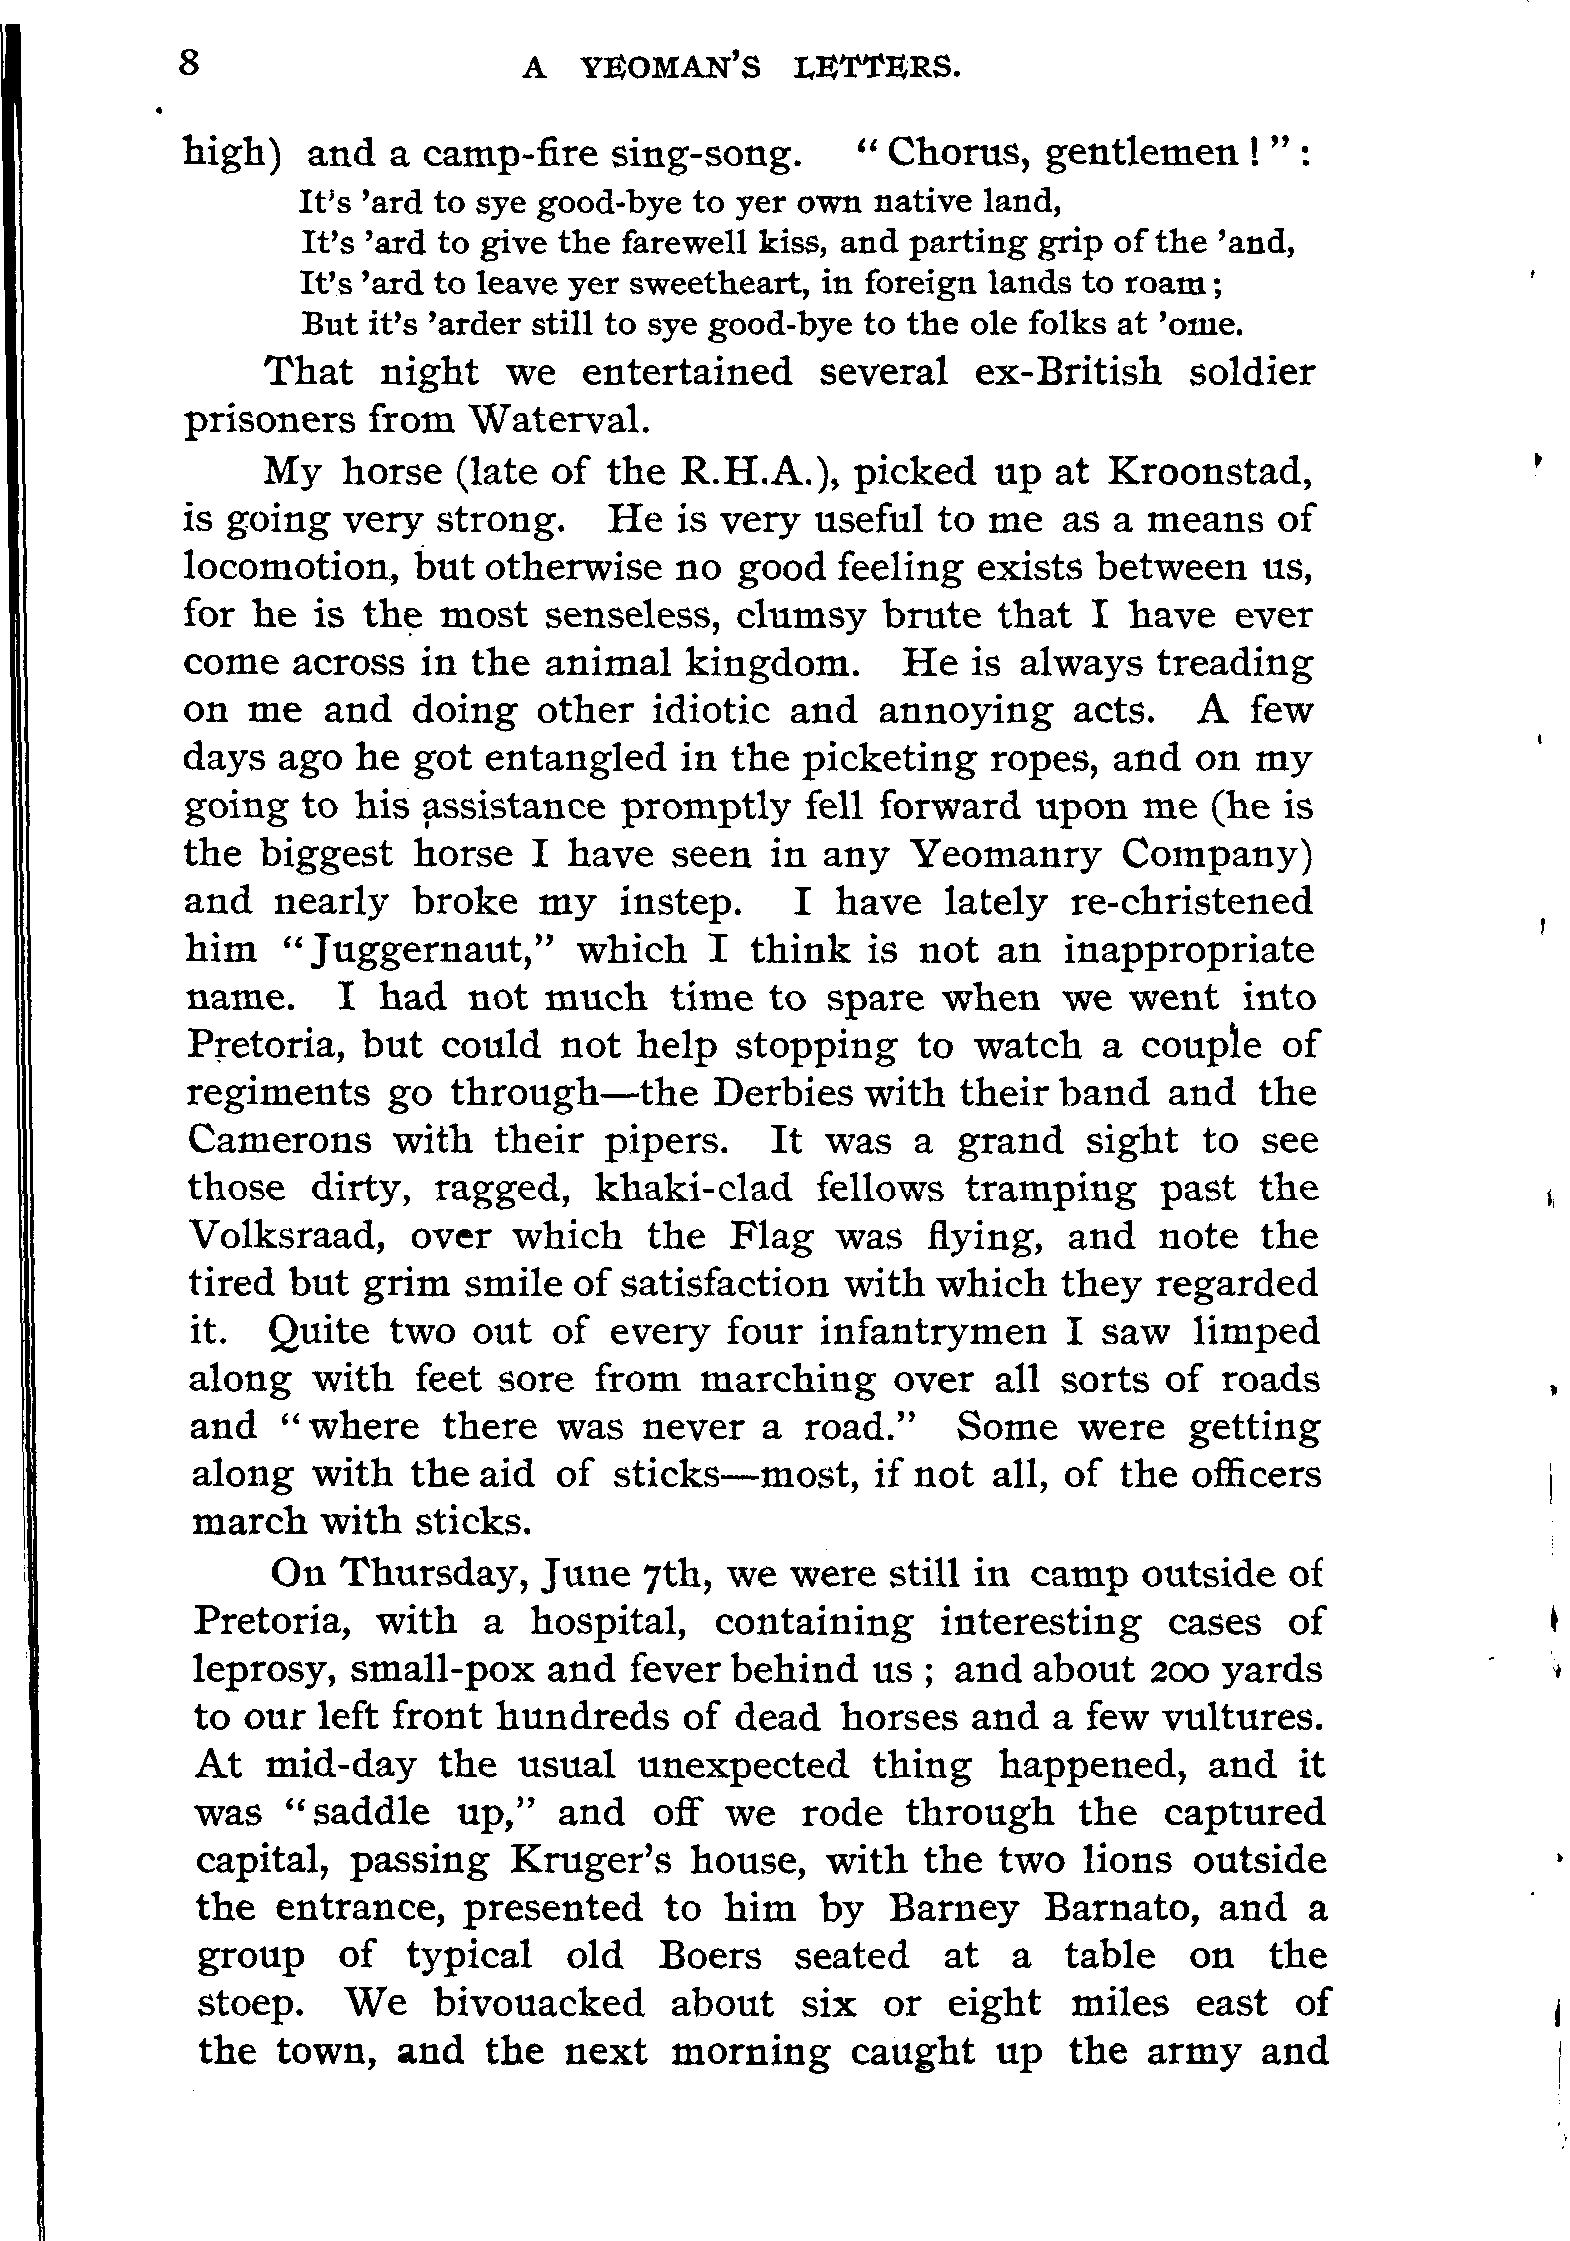 8 A YEOMAN'S LETTERS.
high) and a camp-fire sing-song. “ Chorus, gentlemen ! ” :
It's 'ard to sye good-bye to yer own native land,
It's 'ard to give the farewell kiss, and parting grip of the 'and,
It's 'ard to leave yer sweetheart, in foreign lands to roam ;
But it's 'arder still to sye good-bye to the ole folks at 'ome.
That night we entertained several ex-British soldier
prisoners from Waterval.
My horse (late of the R.H.A.), picked up at Kroonstad,
is going very strong. He is very useful to me as a means of
locomotion, but otherwise no good feeling exists between us,
for he is the most senseless, clumsy brute that I have ever
come across in the animal kingdom. He is always treading
on me and doing other idiotic and annoying acts. A few
days ago he got entangled in the picketing ropes, and on my
going to his assistance promptly fell forward upon me (he is
the biggest horse I have seen in any Yeomanry Company)
and nearly broke my instep. I have lately re-christened
him “ Juggernaut,” which I think is not an inappropriate
name. I had not much time to spare when we went into
Pretoria, but could not help stopping to watch a couple of
regiments go through—the Derbies with their band and the
Camerons with their pipers. It was a grand sight to see
those dirty, ragged, khaki-clad fellows tramping past the
Volksraad, over which the Flag was flying, and note the
tired but grim smile of satisfaction with which they regarded
it. Quite two out of every four infantrymen I saw limped
along with feet sore from marching over all sorts of roads
and “ where there was never a road.” Some were getting
along with the aid of sticks—most, if not all, of the officers
march with sticks.
On Thursday, June 7th, we were still in camp outside of
Pretoria, with a hospital, containing interesting cases of
leprosy, small-pox and fever behind us ; and about 200 yards
to our left front hundreds of dead horses and a few vultures.
At mid-day the usual unexpected thing happened, and it
was “ saddle up,” and off we rode through the captured
capital, passing Kruger's house, with the two lions outside
the entrance, presented to him by Barney Barnato, and a
group of typical old Boers seated at a table on the
stoep. We bivouacked about six or eight miles east of
the town, and the next morning caught up the army and